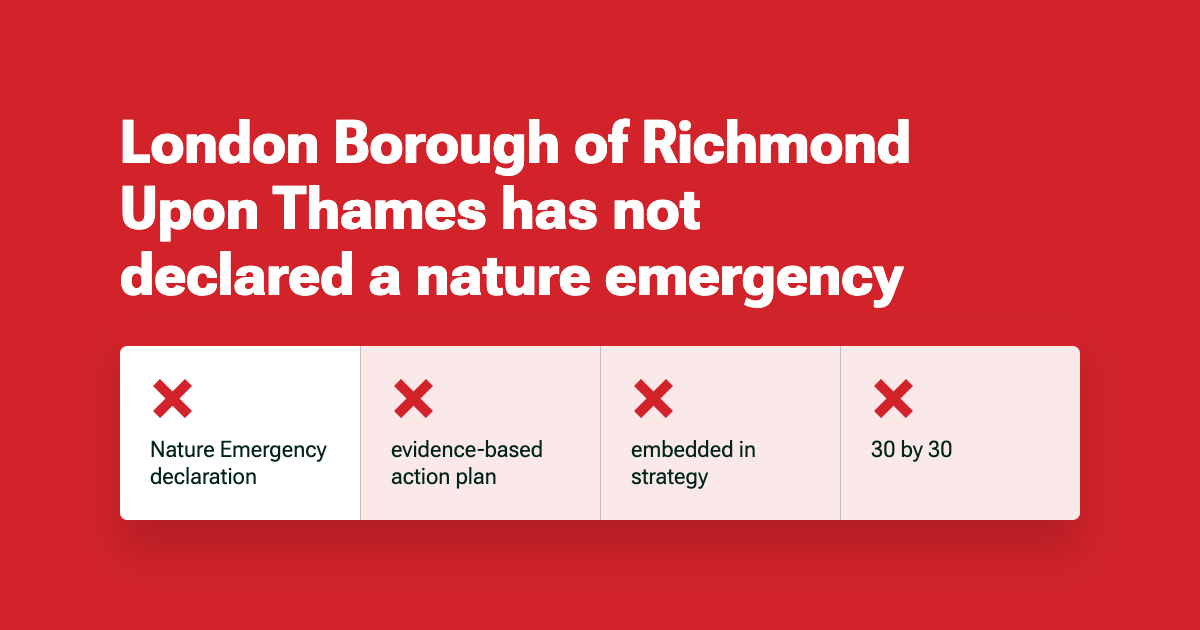 London Borough of Richmond
Upon Thames has not
declared a nature emergency
Nature Emergency
declaration
evidence-based
action plan
embedded in
strategy
30 by 30